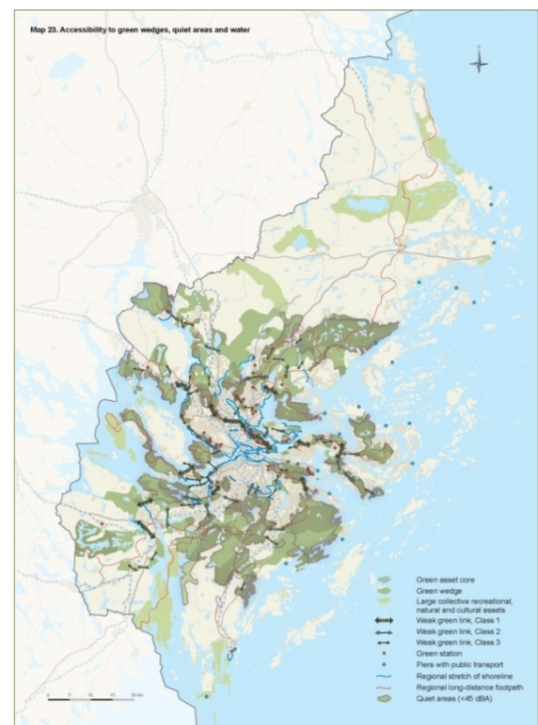 Map 23. Accessibility to green wedges, quiet areas and water
Green asset core
Green wedge
Large collective recreational,
natural and cultural assets
Weak green link, Class 1
Weak green link, Class 2
Weak green link, Class 3
Green station
Piers with public transport
Regional stretch of shoreline
Regional long-distance footpath
Quiet areas (<45 dBA)